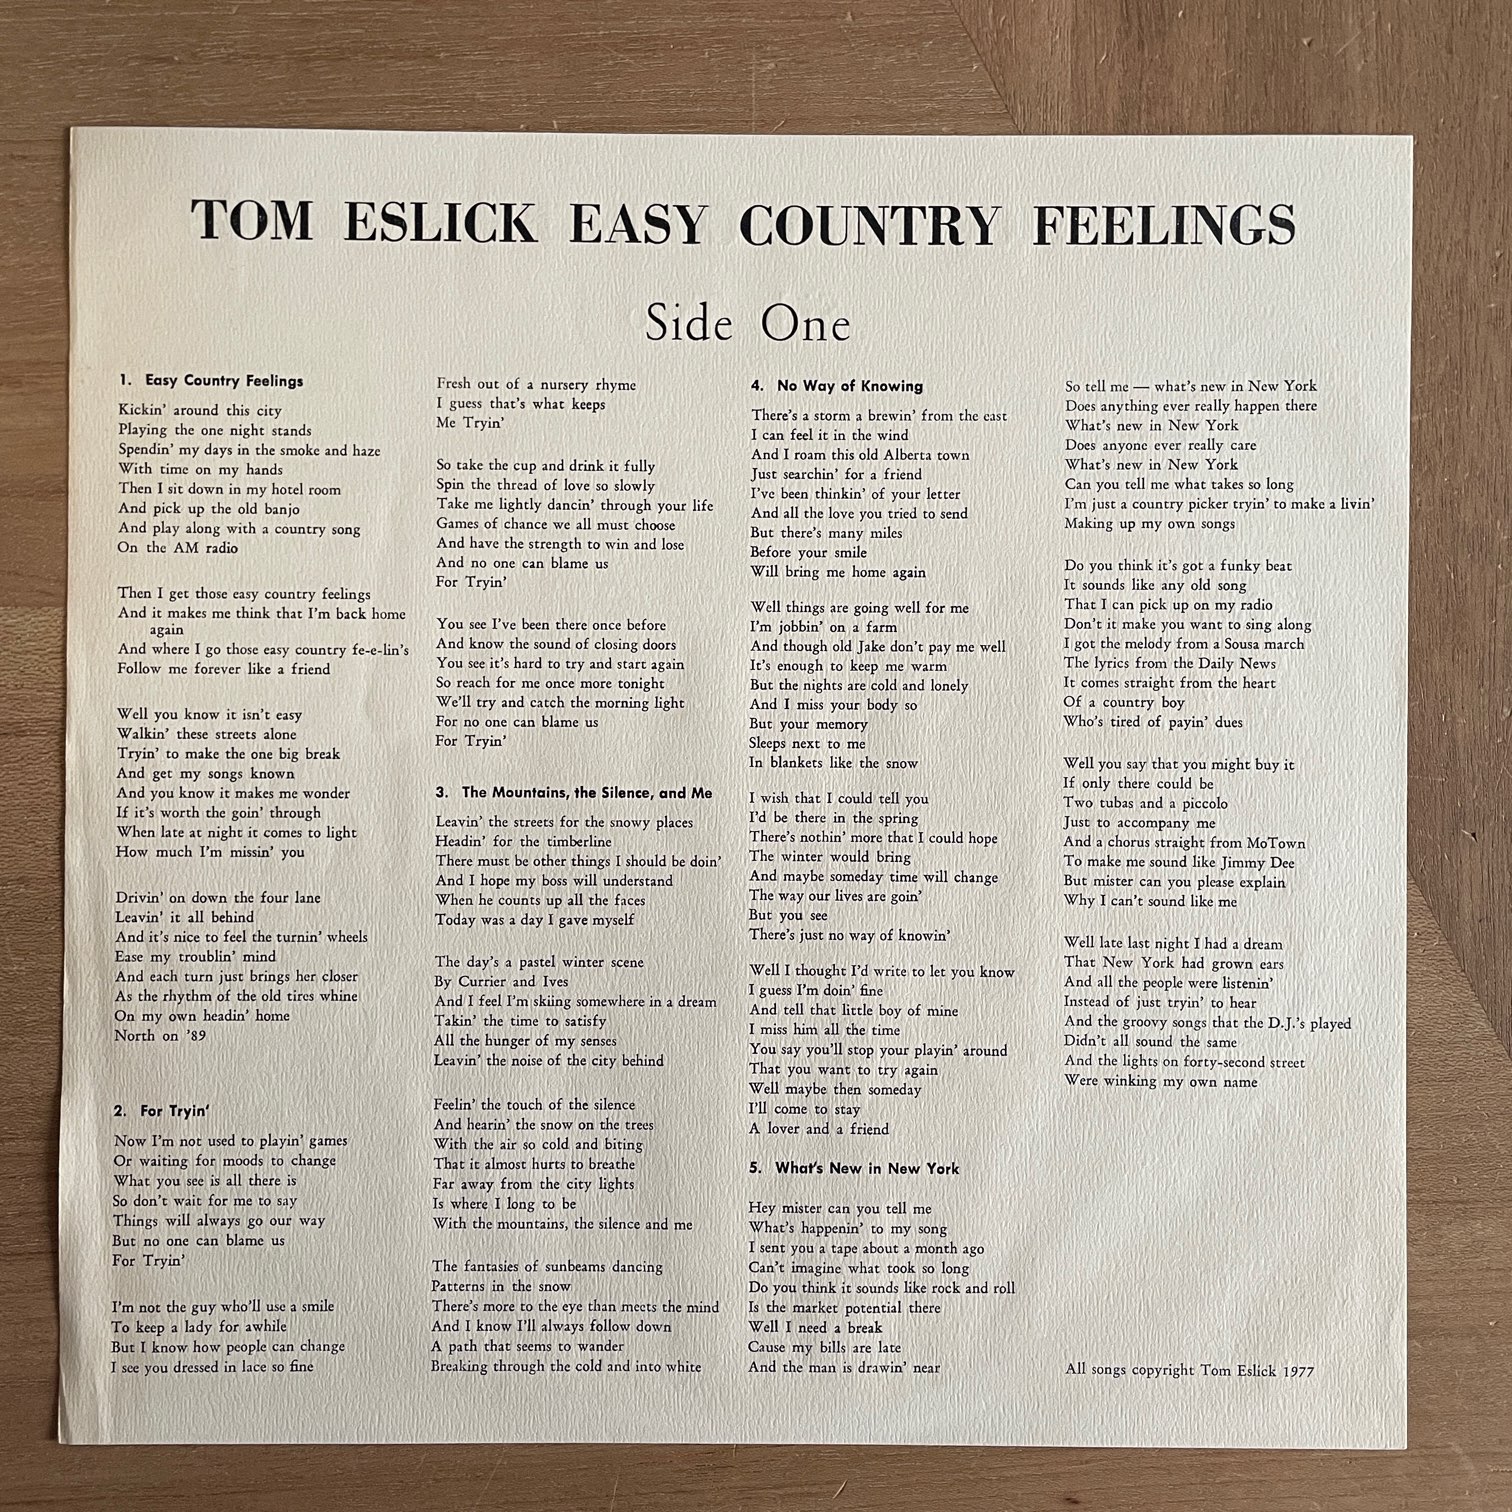 TOM ESLICK EASY COUNTRY FEELINGS
Side One
1. Easy Country Feelings
Kickin' around this city
Playing the one night stands
Spendin' my days in the smoke and haze
With time on my hands
Then I sit down in my hotel room
And pick up the old banjo
And play along with a country song
On the AM radio
Then I get those easy country feelings
And it makes me think that I'm back home
again
And where I go those easy country fe-e-lin's
Follow me forever like a friend
Well you know it isn't easy
Walkin' these streets alone
Tryin' to make the one big break
And get my songs known
And you know it makes me wonder
If it's worth the goin' through
When late at night it comes to light
How much I'm missin' you
Drivin' on down the four lane
Leavin' it all behind
And it's nice to feel the turnin' wheels
Ease my troublin' mind
And each turn just brings her closer
As the rhythm of the old tires whine
On my own headin' home
North on '89
2. For Tryin'
Now I'm not used to playin' games
Or waiting for moods to change
What you see is all there is
So don't wait for me to say
Things will always go our way
But no one can blame us
For Tryin'
I'm not the guy who'll use a smile
To keep a lady for awhile
But I know how people can change
I see you dressed in lace so fine
Fresh out of a nursery rhyme
I guess that's what keeps
Me Tryin'
So take the cup and drink it fully
Spin the thread of love so slowly
Take me lightly dancin' through your life
Games of chance we all must choose
And have the strength to win and lose
And no one can blame us
For Tryin'
You see I've been there once before
And know the sound of closing doors
You see it's hard to try and start again
So reach for me once more tonight
We'll try and catch the morning light
For no one can blame us
For Tryin'
3. The Mountains, the Silence, and Me
Leavin' the streets for the snowy places
Headin' for the timberline
There must be other things I should be doin'
And I hope my boss will understand
When he counts up all the faces
Today was a day I gave myself
The day's a pastel winter scene
By Currier and Ives
And I feel I'm skiing somewhere in a dream
Takin' the time to satisfy
All the hunger of my senses
Leavin' the noise of the city behind
Feelin' the touch of the silence
And hearin' the snow on the trees
With the air so cold and biting
That it almost hurts to breathe
Far away from the city lights
Is where I long to be
With the mountains, the silence and me
The fantasies of sunbeams dancing
Patterns in the snow
There's more to the eye than meets the mind
And I know I'll always follow down
A path that seems to wander
Breaking through the cold and into white
4. No Way of Knowing
There's a storm a brewin' from the east
I can feel it in the wind
And I roam this old Alberta town
Just searchin' for a friend
I've been thinkin' of your letter
And all the love you tried to send
But there's many miles
Before your smile
Will bring me home again
Well things are going well for me
I'm jobbin' on a farm
And though old Jake don't pay me well
It's enough to keep me warm
But the nights are cold and lonely
And I miss your body so
But your memory
Sleeps next to me
In blankets like the snow
I wish that I could tell you
I'd be there in the spring
There's nothin' more that I could hope
The winter would bring
And maybe someday time will change
The way our lives are goin'
But you see
There's just no way of knowin'
Well I thought I'd write to let you know
I guess I'm doin' fine
And tell that little boy of mine
I miss him all the time
You say you'll stop your playin' around
That you want to try again
Well maybe then someday
I'll come to stay
A lover and a friend
5. What's New in New York
Hey mister can you tell me
What's happenin' to my song
I sent you a tape about a month ago
Can't imagine what took so long
Do you think it sounds like rock and roll
Is the market potential there
Well I need a break
Cause my bills are late
And the man is drawin' near
So tell me — what's new in New York
Does anything ever really happen there
What's new in New York
Does anyone ever really care
What's new in New York
Can you tell me what takes so long
I'm just a country picker tryin' to make a livin'
Making up my own songs
Do you think it's got a funky beat
It sounds like any old song
That I can pick up on my radio
Don't it make you want to sing along
I got the melody from a Sousa march
The lyrics from the Daily News
It comes straight from the heart
Of a country boy
Who's tired of payin' dues
Well you say that you might buy it
If only there could be
Two tubas and a piccolo
Just to accompany me
And a chorus straight from MoTown
To make me sound like Jimmy Dee
But mister can you please explain
Why I can't sound like me
Well late last night I had a dream
That New York had grown ears
And all the people were listenin'
Instead of just tryin' to hear
And the groovy songs that the D.J.'s played
Didn't all sound the same
And the lights on forty-second street
Were winking my own name
All songs copyright Tom Eslick 1977